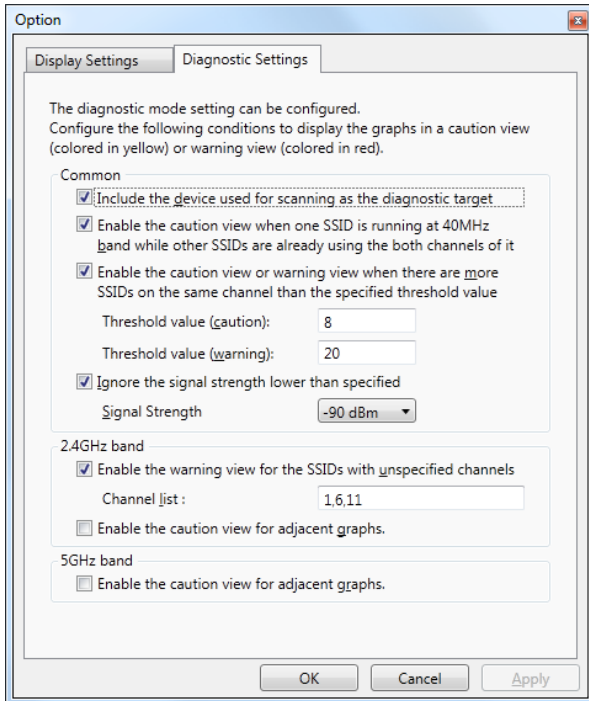 Option
Display Settings
Diagnostic Settings
The diagnostic mode setting can be configured.
Configure the following conditions to display the graphs in a caution view
(colored in yellow) or warning view (colored in red).
Common
Include the device used for scanning as the diagnostic target
Enable the caution view when one SSID is running at 40MHz
band while other SSIDs are already using the both channels of it
Enable the caution view or warning view when there are more
SSIDs on the same channel than the specified threshold value
Threshold value (caution): 8
Threshold value (warning): 20
Ignore the signal strength lower than specified
Signal Strength -90 dBm
2.4GHz band
Enable the warning view for the SSIDs with unspecified channels
Channel list : 1,6,11
Enable the caution view for adjacent graphs.
5GHz band
Enable the caution view for adjacent graphs.
OK Cancel Apply